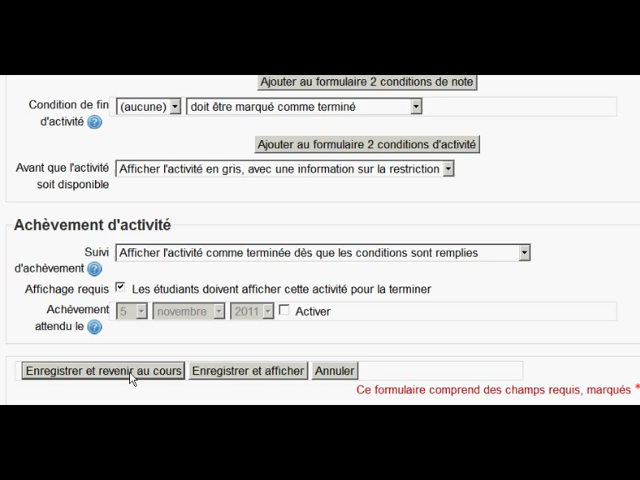 Ajouter au formulaire 2 conditions de note
Condition de fin d'activité (aucune) doit être marqué comme terminé
Ajouter au formulaire 2 conditions d'activité
Avant que l'activité soit disponible Afficher l'activité en gris, avec une information sur la restriction
Achèvement d'activité
Suivi d'achèvement Afficher l'activité comme terminée dès que les conditions sont remplies
Affichage requis Les étudiants doivent afficher cette activité pour la terminer
Achèvement attendu le 5 novembre 2011 Activer
Enregistrer et revenir au cours Enregistrer et afficher Annuler
Ce formulaire comprend des champs requis, marqués *